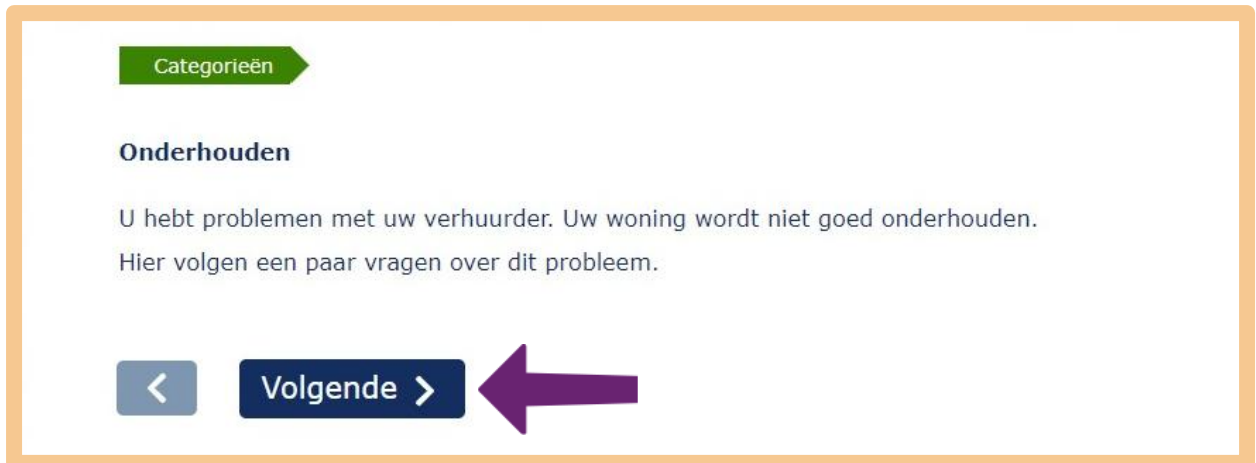 Categorieën
Onderhouden
U hebt problemen met uw verhuurder. Uw woning wordt niet goed onderhouden.
Hier volgen een paar vragen over dit probleem.
Volgende